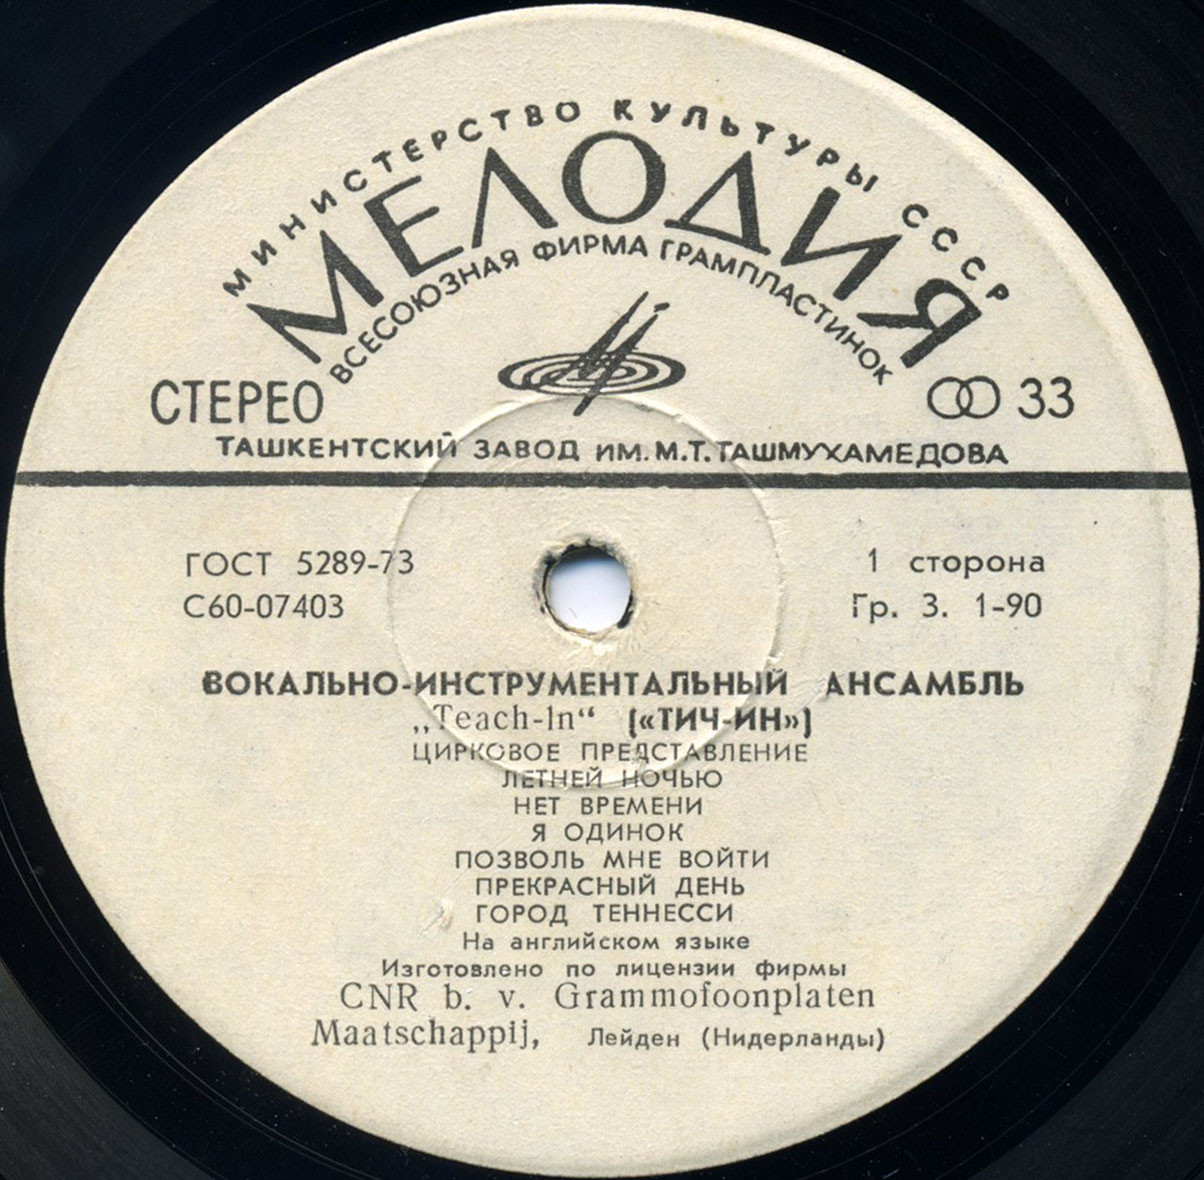 МИНИСТЕРСТВО КУЛЬТУРЫ СССР
МЕЛОДИЯ
ВСЕСОЮЗНАЯ ФИРМА ГРАМПЛАСТИНОК
СТЕРЕО 33
ТАШКЕНТСКИЙ ЗАВОД ИМ. М.Т. ТАШМУХАМЕДОВА
ГОСТ 5289-73 1 сторона
С60-07403 Гр. 3. 1-90
ВОКАЛЬНО-ИНСТРУМЕНТАЛЬНЫЙ АНСАМБЛЬ
„Teach-In“ («ТИЧ-ИН»)
ЦИРКОВОЕ ПРЕДСТАВЛЕНИЕ
ЛЕТНЕЙ НОЧЬЮ
НЕТ ВРЕМЕНИ
Я ОДИНОК
ПОЗВОЛЬ МНЕ ВОЙТИ
ПРЕКРАСНЫЙ ДЕНЬ
ГОРОД ТЕННЕССИ
На английском языке
Изготовлено по лицензии фирмы
CNR b. v. Grammofoonplaten
Maatschappij, Лейден (Нидерланды)